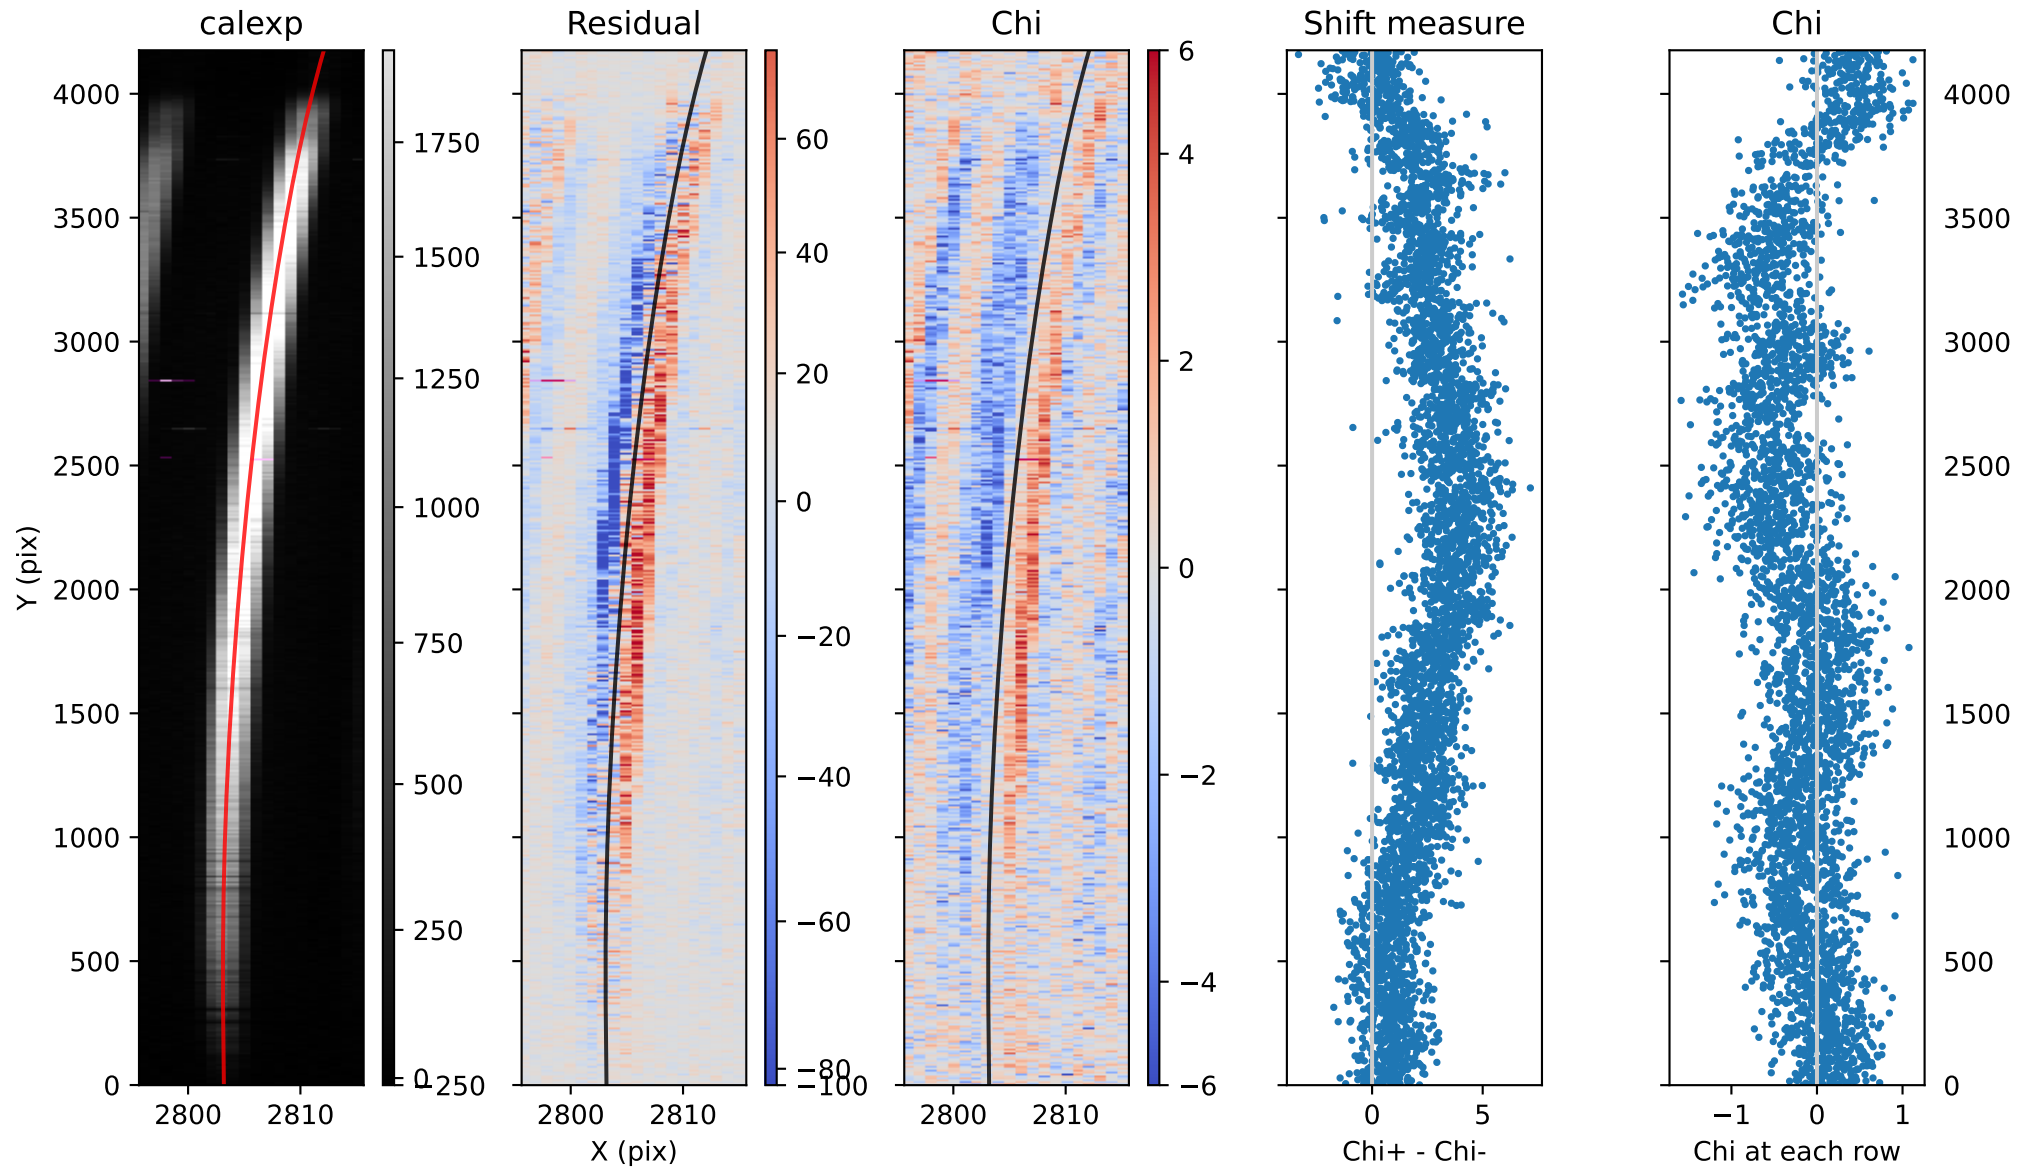 calexp Residual Chi Shift measure Chi
4000 1750 60 6 4000
3500 1500 40 4 3500
3000 1250 20 2 3000
2500 1000 0 0 2500
2000 750 −20 −2 2000
1500 500 −40 −4 1500
1000 250 −60 −6 1000
500 0 −80 500
0 −250 −100 0
Y (pix)
2800 2810 2800 2810 2800 2810 0 5 −1 0 1
X (pix) Chi+ - Chi- Chi at each row